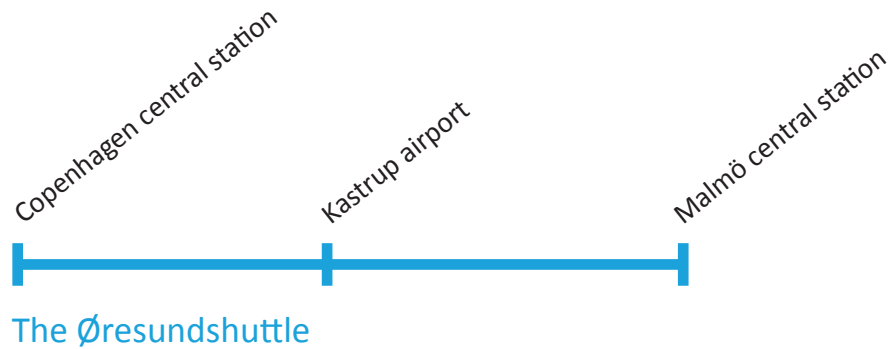 Copenhagen central station
Kastrup airport
Malmö central station
The Øresundshuttle